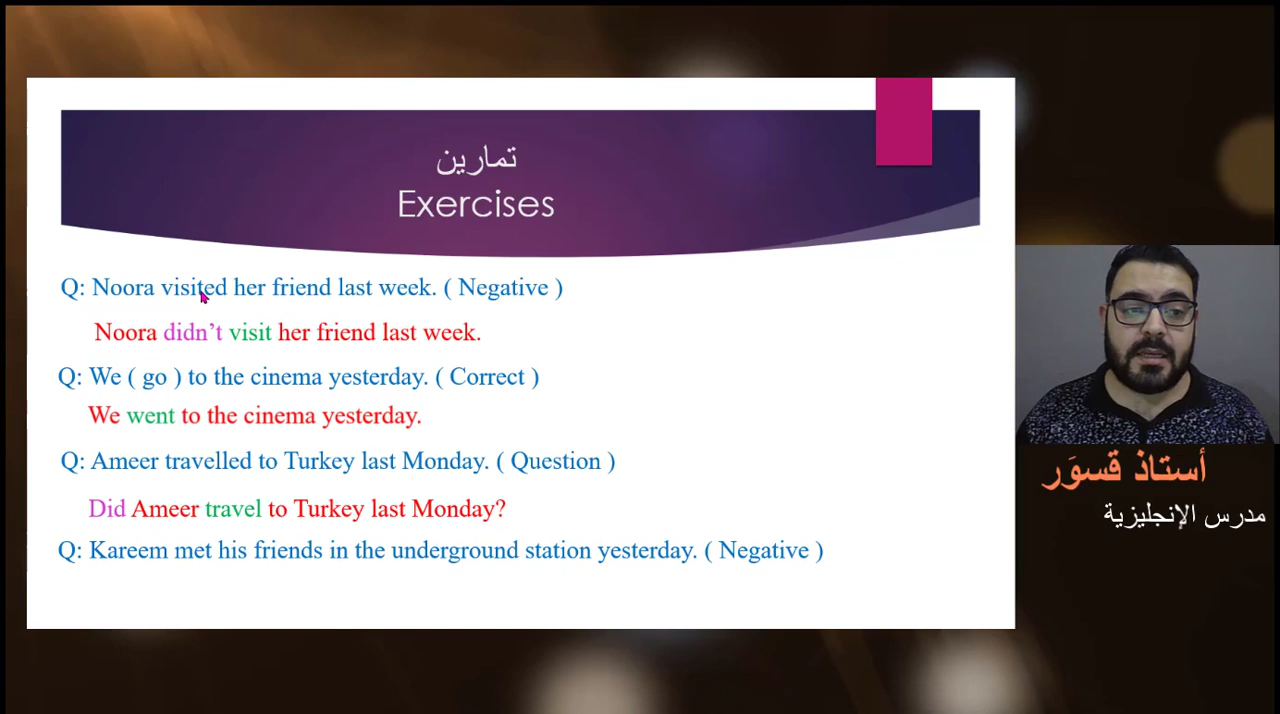 تمارين
Exercises
Q: Noora visited her friend last week. ( Negative )
Noora didn’t visit her friend last week.
Q: We ( go ) to the cinema yesterday. ( Correct )
We went to the cinema yesterday.
Q: Ameer travelled to Turkey last Monday. ( Question )
Did Ameer travel to Turkey last Monday?
Q: Kareem met his friends in the underground station yesterday. ( Negative )
أستاذ قسوَر
مدرس الإنجليزية